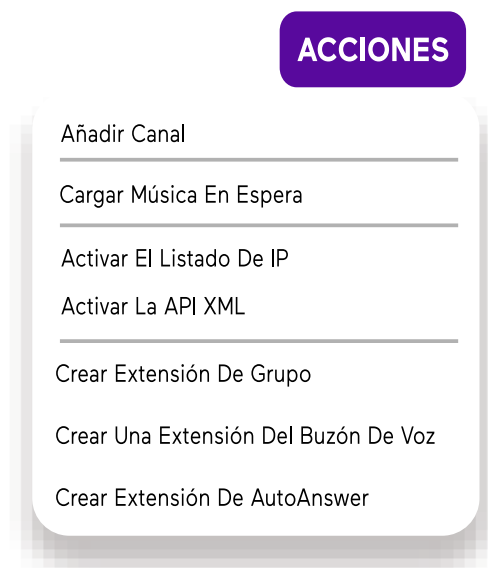 ACCIONES
Añadir Canal
Cargar Música En Espera
Activar El Listado De IP
Activar La API XML
Crear Extensión De Grupo
Crear Una Extensión Del Buzón De Voz
Crear Extensión De AutoAnswer